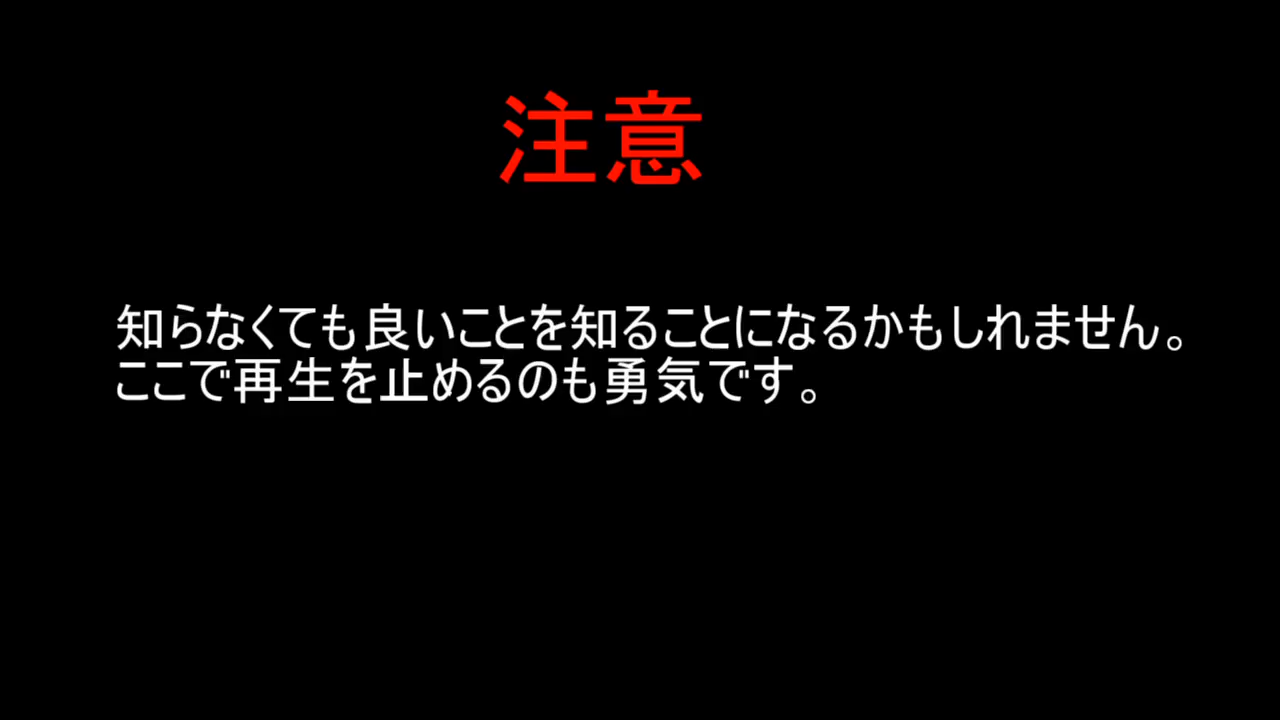 注意
知らなくても良いことを知ることになるかもしれません。
ここで再生を止めるのも勇気です。